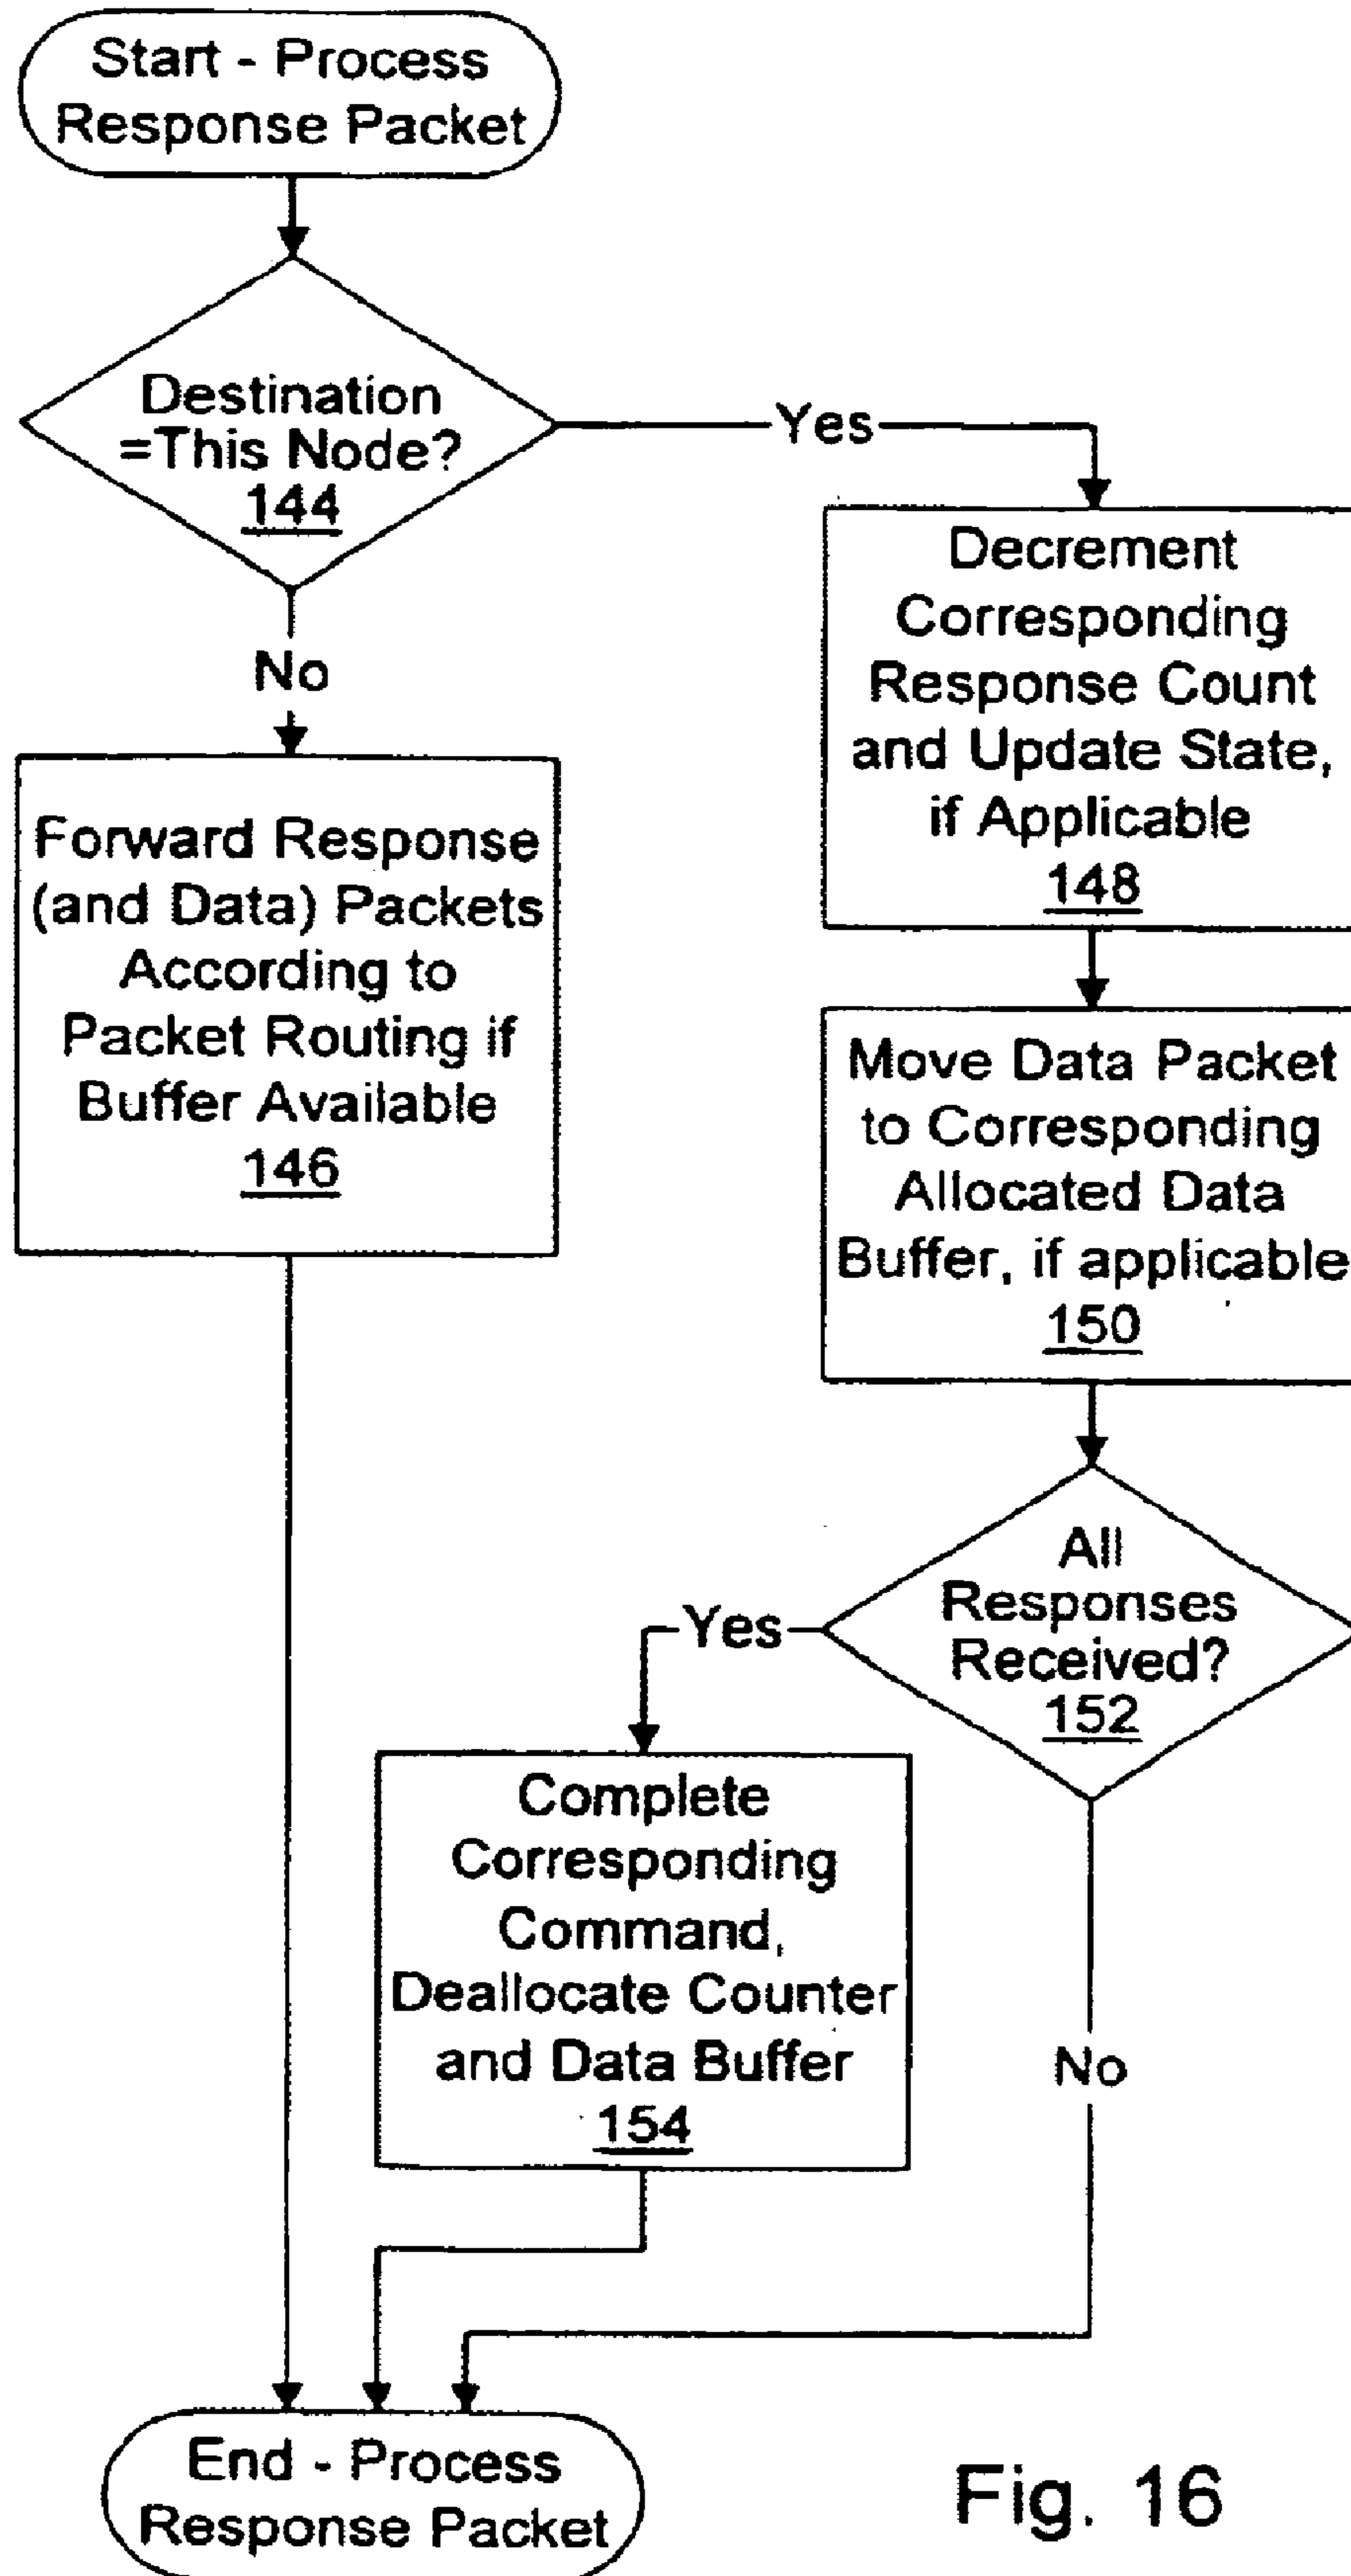 Start - Process
Response Packet
Destination
=This Node?
144
Yes
No
Decrement
Corresponding
Response Count
and Update State,
if Applicable
148
Forward Response
(and Data) Packets
According to
Packet Routing if
Buffer Available
146
Move Data Packet
to Corresponding
Allocated Data
Buffer, if applicable
150
All
Responses
Received?
152
Yes
Complete
Corresponding
Command,
Deallocate Counter
and Data Buffer
154
No
End - Process
Response Packet
Fig. 16